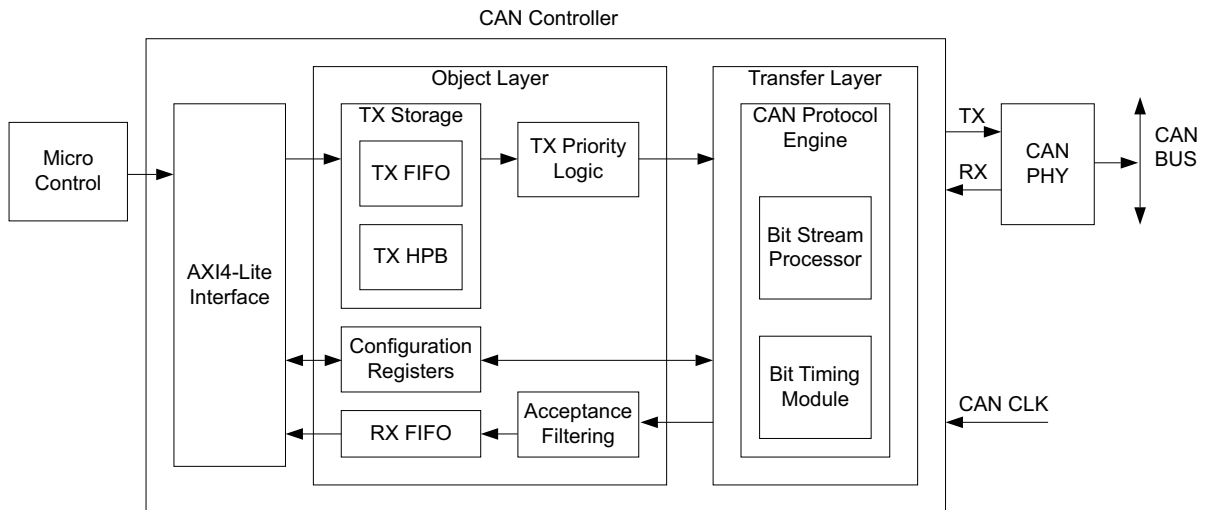 CAN Controller
Object Layer
Transfer Layer
Micro
Control
AXI4-Lite
Interface
TX Storage
TX FIFO
TX HPB
TX Priority
Logic
Configuration
Registers
RX FIFO
Acceptance
Filtering
CAN Protocol
Engine
Bit Stream
Processor
Bit Timing
Module
TX
RX
CAN
PHY
CAN
BUS
CAN CLK